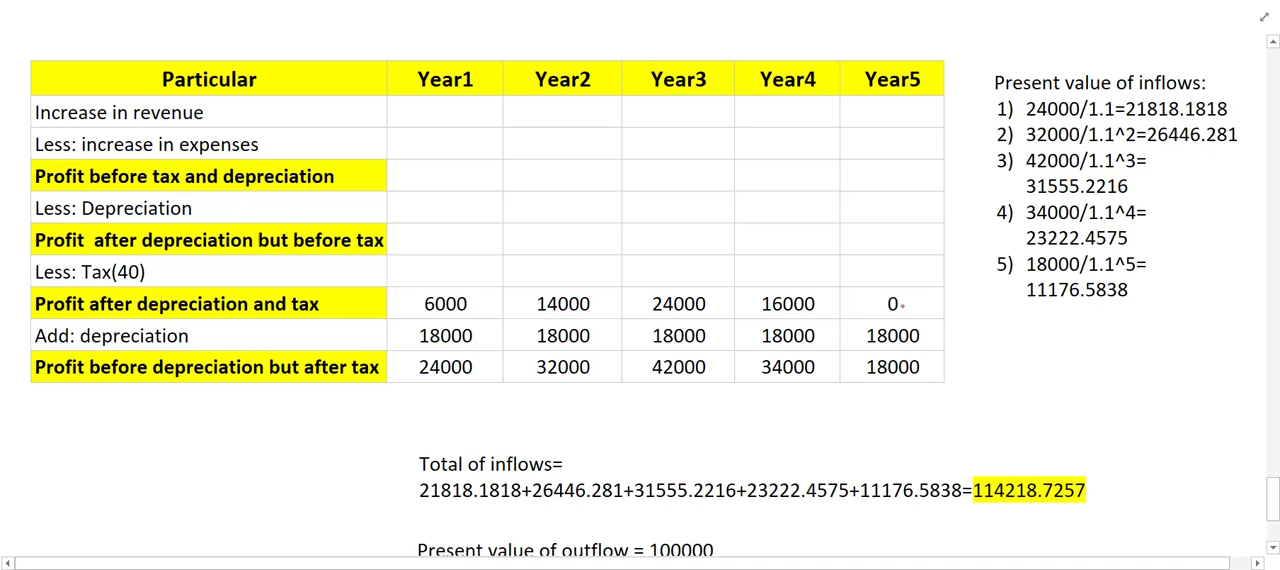 Particular Year1 Year2 Year3 Year4 Year5
Increase in revenue
Less: increase in expenses
Profit before tax and depreciation
Less: Depreciation
Profit after depreciation but before tax
Less: Tax(40)
Profit after depreciation and tax 6000 14000 24000 16000 0
Add: depreciation 18000 18000 18000 18000 18000
Profit before depreciation but after tax 24000 32000 42000 34000 18000
Present value of inflows:
1) 24000/1.1=21818.1818
2) 32000/1.1^2=26446.281
3) 42000/1.1^3=
31555.2216
4) 34000/1.1^4=
23222.4575
5) 18000/1.1^5=
11176.5838
Total of inflows=
21818.1818+26446.281+31555.2216+23222.4575+11176.5838=114218.7257
Present value of outflow = 100000